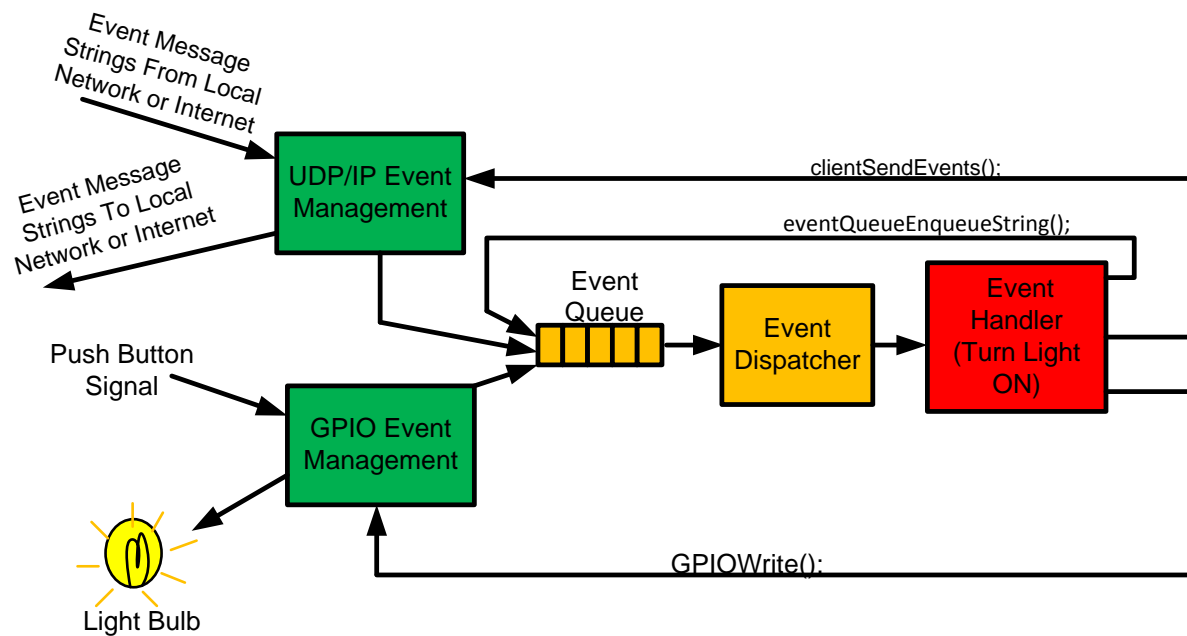 Event Message
Strings From Local
Network or Internet
Event Message
Strings To Local
Network or Internet
UDP/IP Event
Management
clientSendEvents();
eventQueueEnqueueString();
Event
Queue
Event
Dispatcher
Event
Handler
(Turn Light
ON)
Push Button
Signal
GPIO Event
Management
GPIOWrite();
Light Bulb